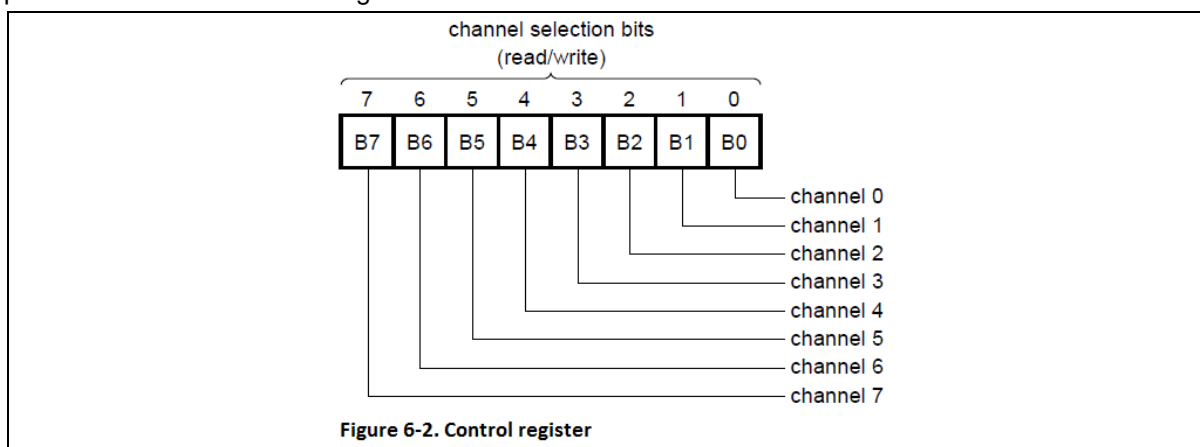 channel selection bits
(read/write)
7 6 5 4 3 2 1 0
B7 B6 B5 B4 B3 B2 B1 B0
channel 0
channel 1
channel 2
channel 3
channel 4
channel 5
channel 6
channel 7
Figure 6-2. Control register